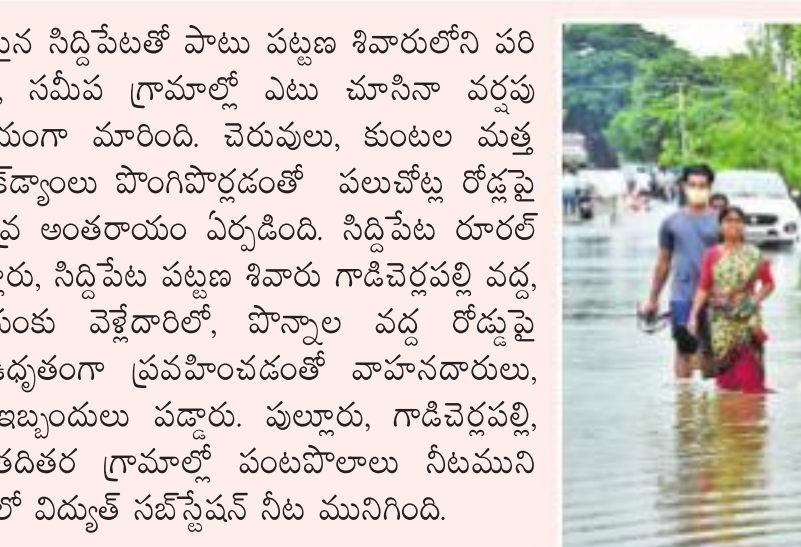 సిద్దిపేటతో పాటు పట్టణ శివారులోని పరి
, సమీప గ్రామాల్లో ఎటు చూసినా వర్షపు
యంగా మారింది. చెరువులు, కుంటల మత్త
పొంగిపొర్లడంతో పలుచోట్ల రోడ్లపై
అంతరాయం ఏర్పడింది. సిద్దిపేట రూరల్
సిద్దిపేట పట్టణ శివారు గాడిచెర్లపల్లి వద్ద,
వెళ్లేదారిలో, పొన్నాల వద్ద రోడ్డుపై
ప్రవహించడంతో వాహనదారులు,
ఇబ్బందులు పడ్డారు. పుల్లూరు, గాడిచెర్లపల్లి,
తదితర గ్రామాల్లో పంటపొలాలు నీటముని
లో విద్యుత్ సబ్‌స్టేషన్ నీట మునిగింది.